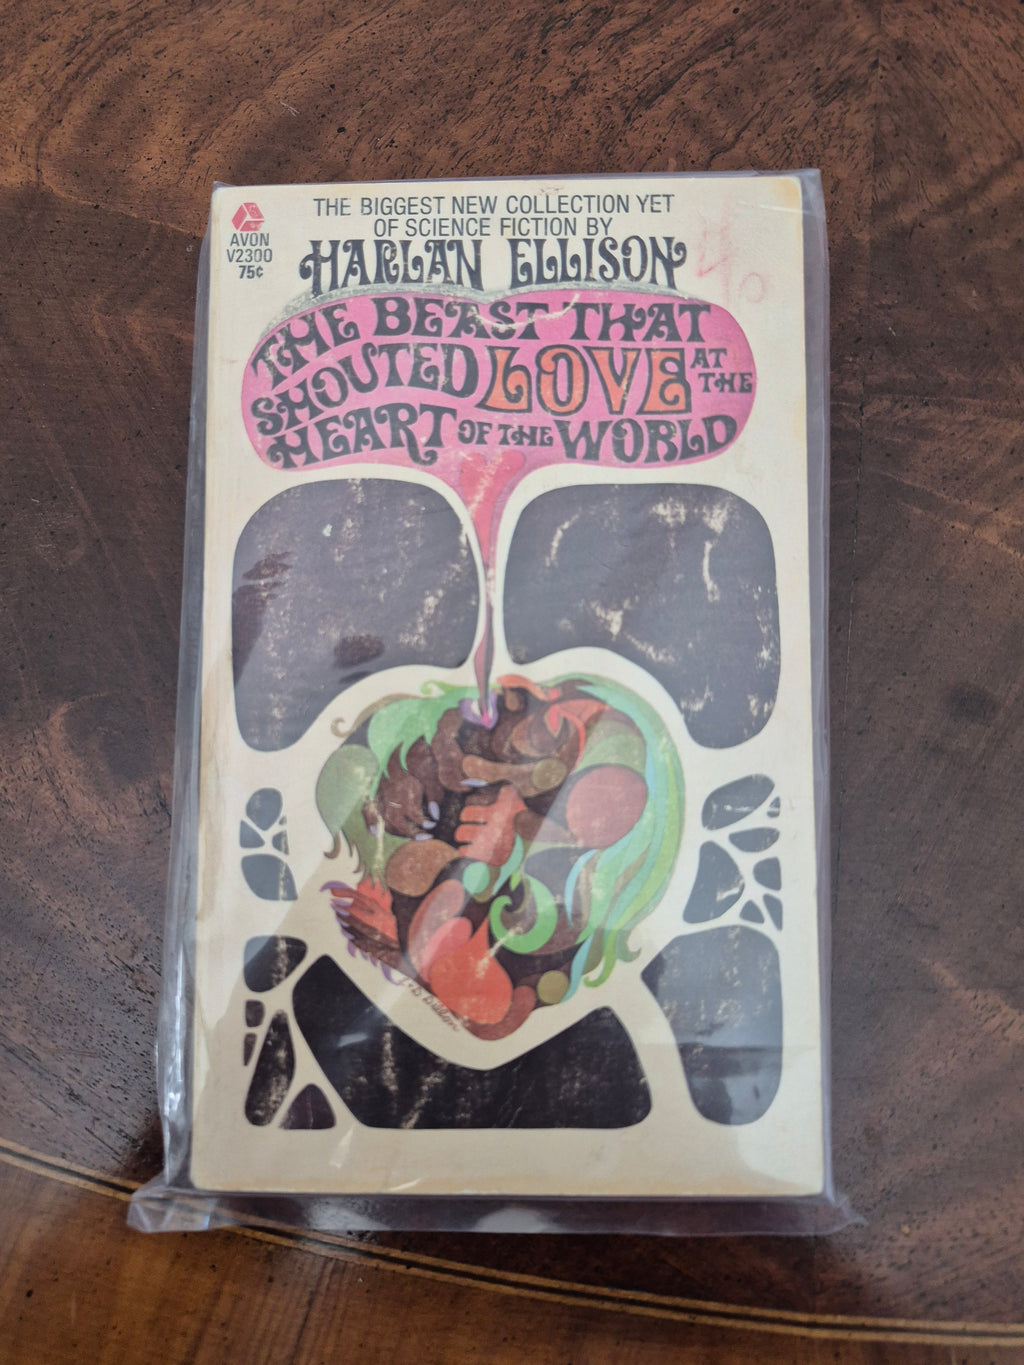 THE BIGGEST NEW COLLECTION YET
OF SCIENCE FICTION BY
HARLAN ELLISON
AVON
V2300
75¢
THE BEAST THAT
SHOUTED LOVE AT THE
HEART OF THE WORLD
L+D Dillon